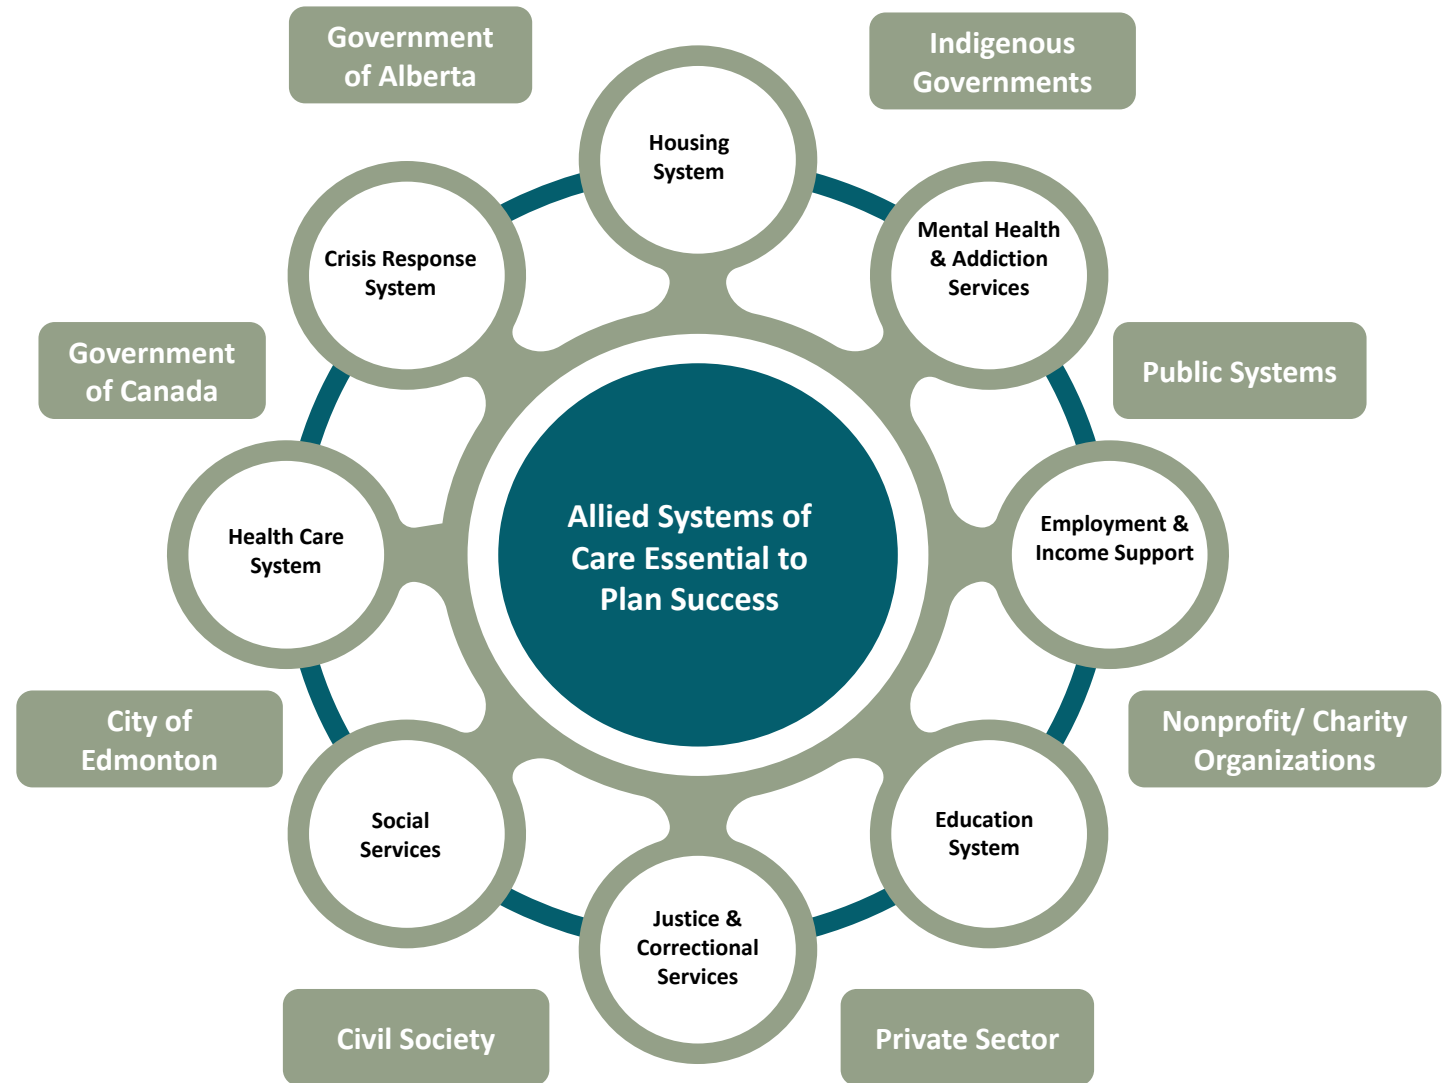 Government
of Alberta
Indigenous
Governments
Housing
System
Mental Health
& Addiction
Services
Crisis Response
System
Government
of Canada
Public Systems
Allied Systems of
Care Essential to
Plan Success
Health Care
System
Employment &
Income Support
City of
Edmonton
Nonprofit/ Charity
Organizations
Social
Services
Education
System
Justice &
Correctional
Services
Civil Society
Private Sector